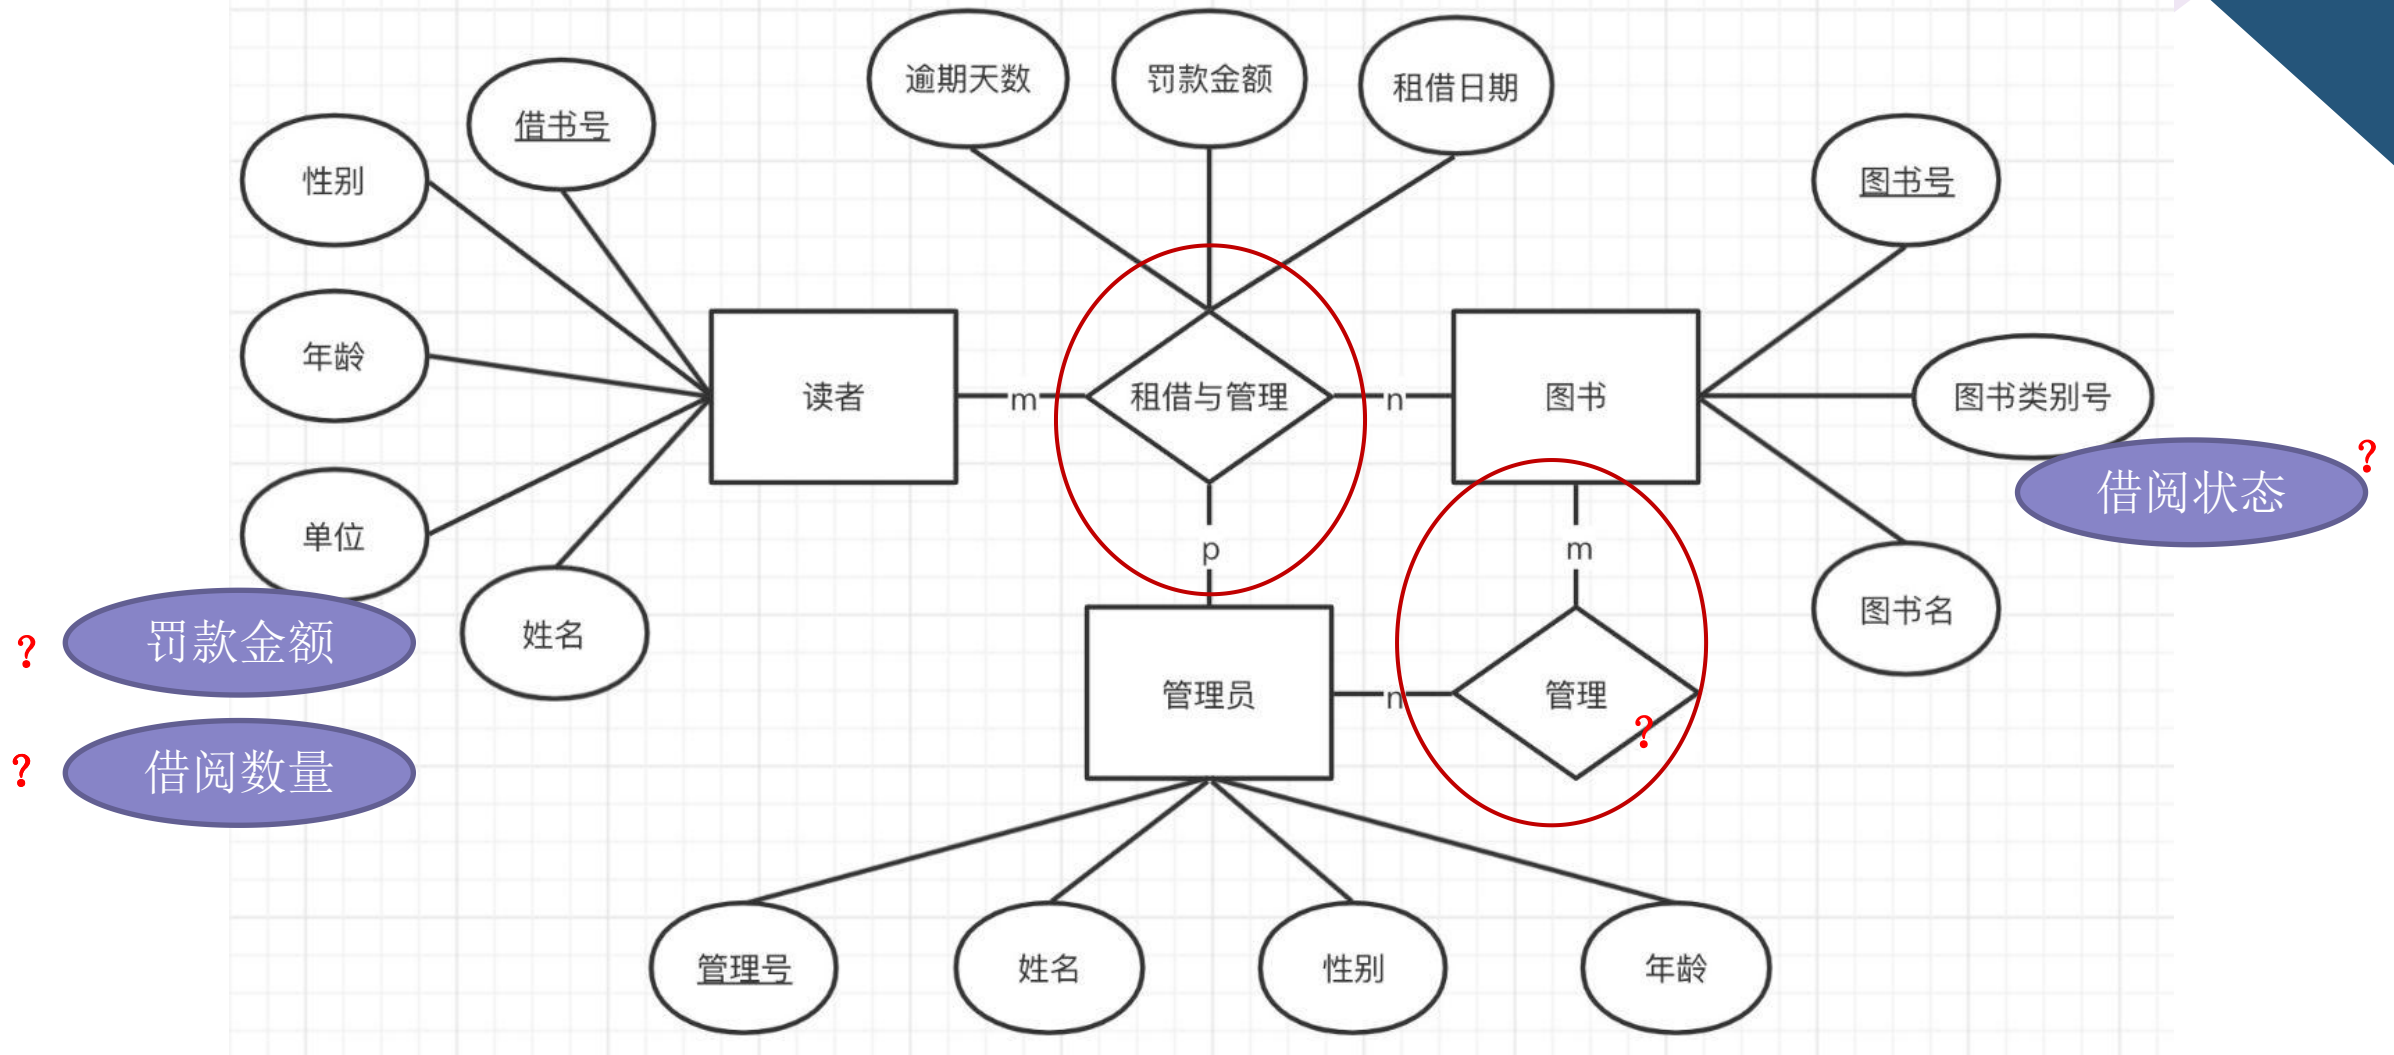 逾期天数
罚款金额
租借日期
借书号
性别
图书号
年龄
读者
m
租借与管理
n
图书
图书类别号
?
借阅状态
单位
p
m
罚款金额
?
姓名
管理员
n
管理
?
图书名
?
借阅数量
管理号
姓名
性别
年龄